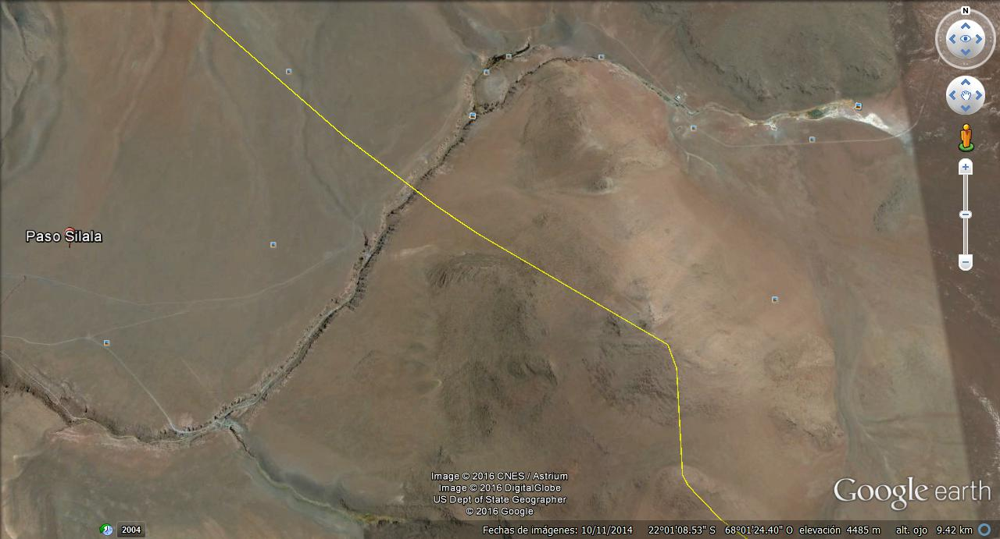 N
Paso Silala
Image © 2016 CNES / Astrium
Image © 2016 DigitalGlobe
US Dept of State Geographer
© 2016 Google
Google earth
2004
Fechas de imágenes: 10/11/2014 22°01'08.53" S 68°01'24.40" O elevación 4485 m alt. ojo 9.42 km